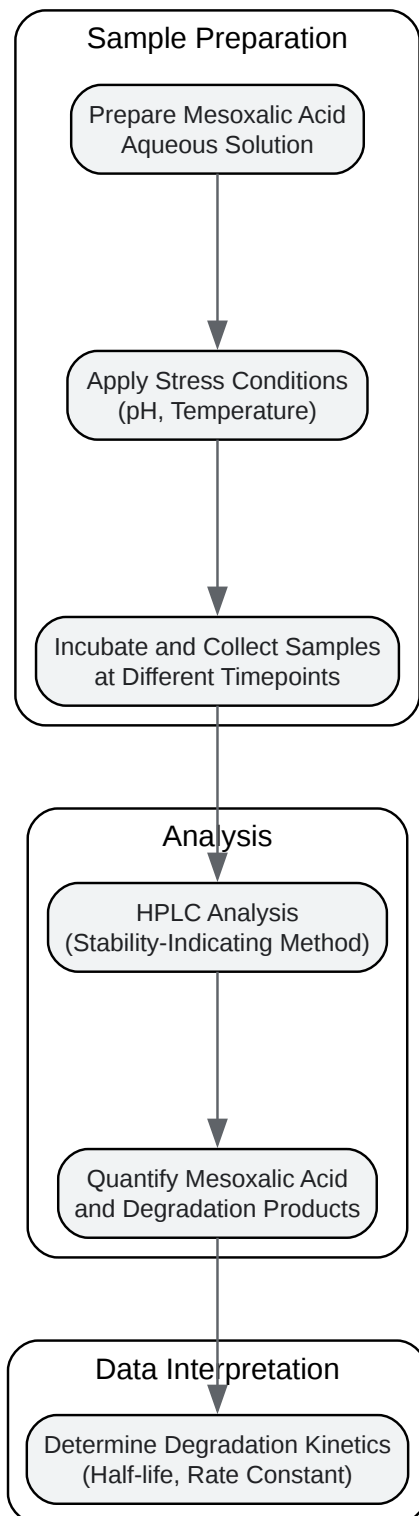 Sample Preparation
Prepare Mesoxalic Acid
Aqueous Solution
Apply Stress Conditions
(pH, Temperature)
Incubate and Collect Samples
at Different Timepoints
Analysis
HPLC Analysis
(Stability-Indicating Method)
Quantify Mesoxalic Acid
and Degradation Products
Data Interpretation
Determine Degradation Kinetics
(Half-life, Rate Constant)